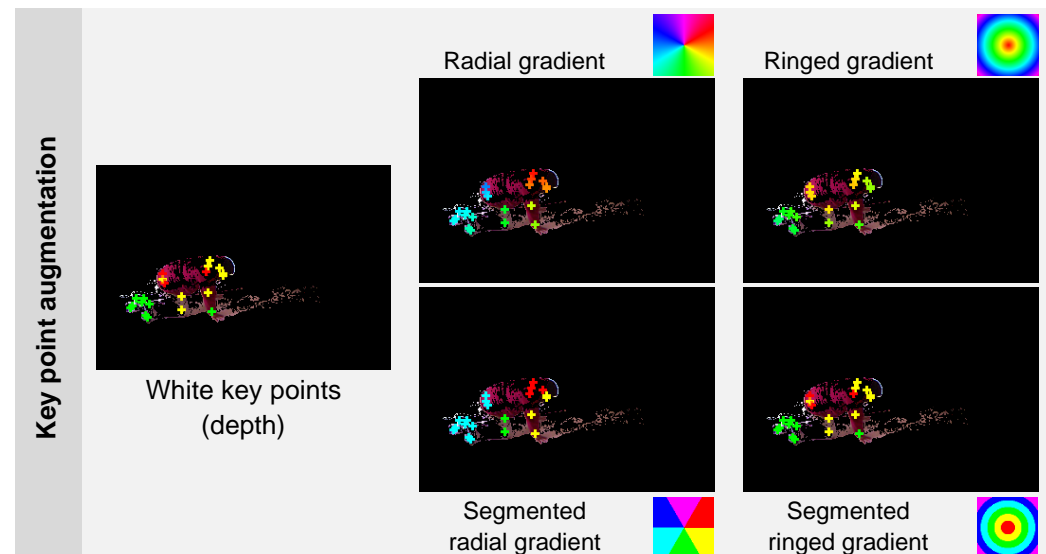 Key point augmentation
Radial gradient
Ringed gradient
White key points
(depth)
Segmented
radial gradient
Segmented
ringed gradient